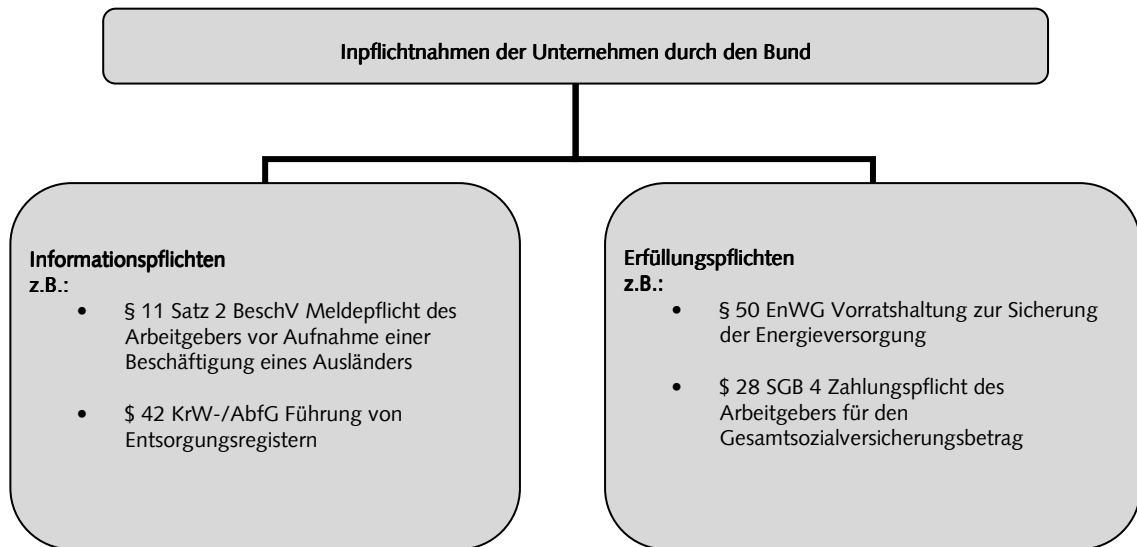 Inpflichtnahmen der Unternehmen durch den Bund
Informationspflichten
z.B.:
• § 11 Satz 2 BeschV Meldepflicht des
Arbeitgebers vor Aufnahme einer
Beschäftigung eines Ausländers
• $ 42 KrW-/AbfG Führung von
Entsorgungsregistern
Erfüllungspflichten
z.B.:
• § 50 EnWG Vorratshaltung zur Sicherung
der Energieversorgung
• $ 28 SGB 4 Zahlungspflicht des
Arbeitgebers für den
Gesamtsozialversicherungsbetrag